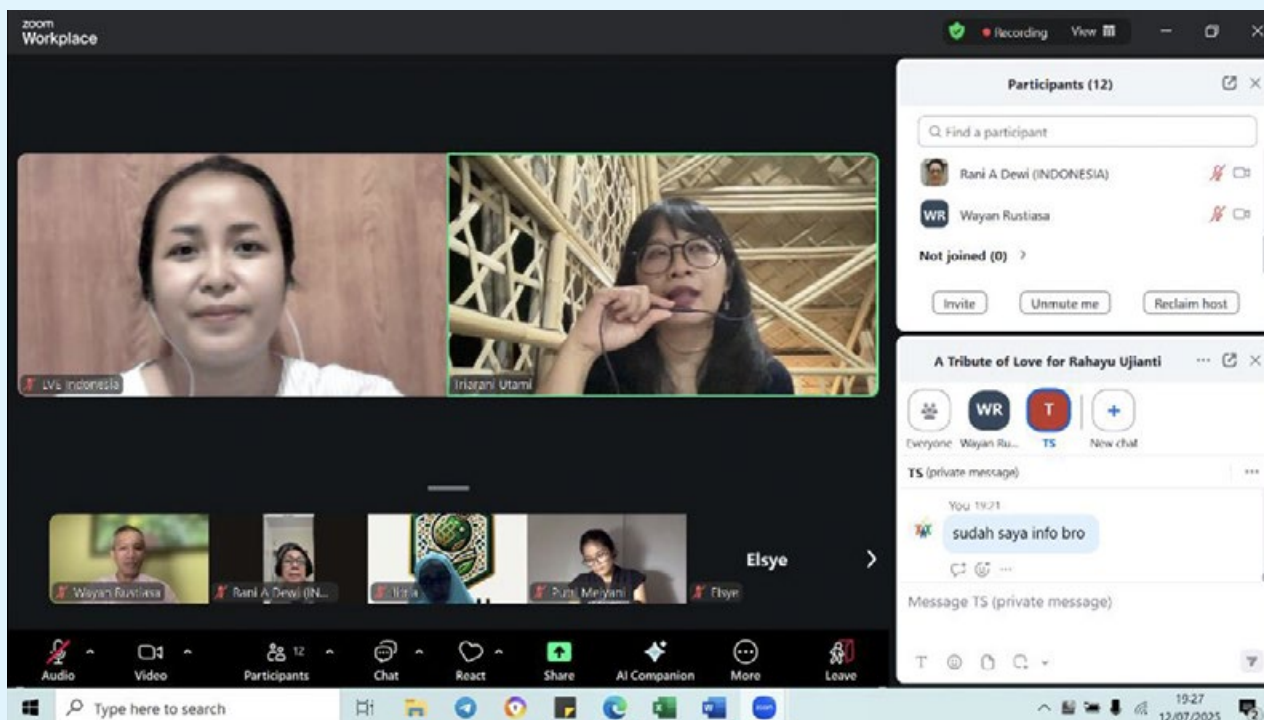 zoom
Workplace
Recording
View
Participants (12)
Find a participant
Rani A Dewi (INDONESIA)
WR
Wayan Rustiasa
Not joined (0)
Invite
Unmute me
Reclaim host
LVE Indonesia
Iriarani Utami
A Tribute of Love for Rahayu Ujianti
WR
T
+
Everyone
Wayan Ru...
TS
New chat
TS (private message)
You 19:21
sudah saya info bro
Message TS (private message)
Wayan Rustiasa
Rani A Dewi (IN...
Putri Meiyani
Elsye
Elsye
Audio
Video
Participants
12
Chat
React
Share
AI Companion
More
Leave
Type here to search
19:27
12/07/2025